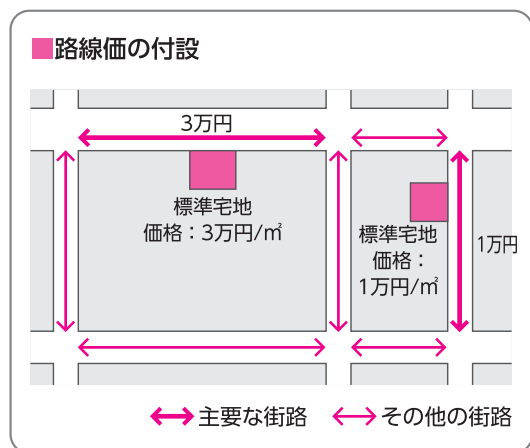 路線価の付設
3万円
標準宅地
価格：3万円/㎡
標準宅地
価格：
1万円/㎡
1万円
主要な街路
その他の街路